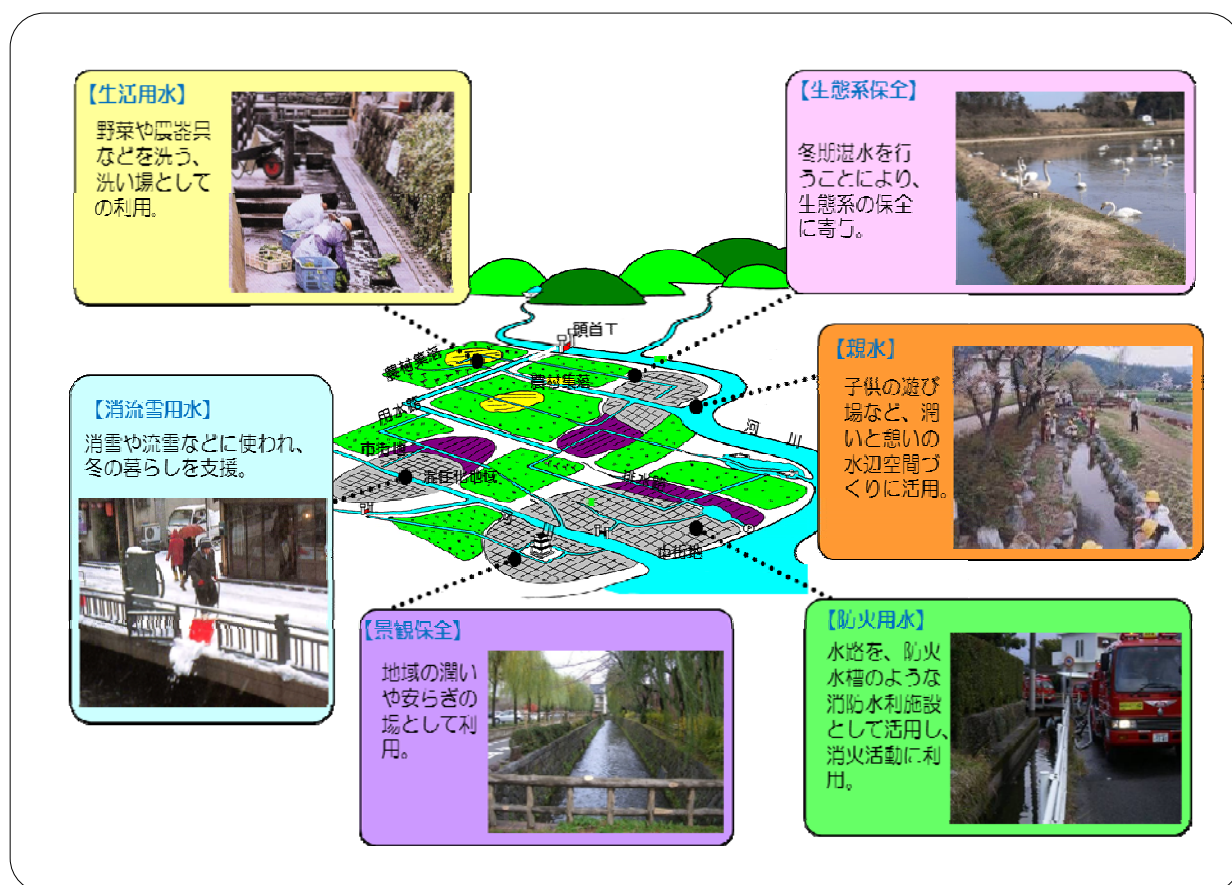 【生活用水】
野菜や農器具
などを洗う、
洗い場として
の利用。
【生態系保全】
冬期湛水を行
うことにより、
生態系の保全
に寄与。
頭首工
農村集落
農村集落
用水路
市街地
混住化地域
排水路
河川
市街地
【親水】
子供の遊び
場など、潤
いと憩いの
水辺空間づ
くりに活用。
【消流雪用水】
消雪や流雪などに使われ、
冬の暮らしを支援。
【景観保全】
地域の潤い
や安らぎの
場として利
用。
【防火用水】
水路を、防火
水槽のような
消防水利施設
として活用し、
消火活動に利
用。